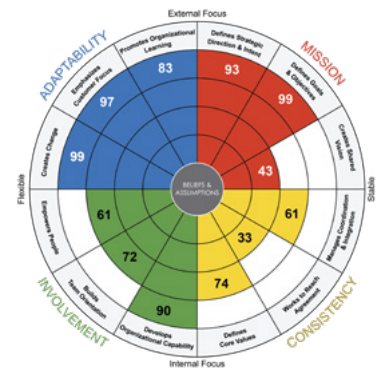 External Focus
ADAPTABILITY
MISSION
Promotes Organizational
Learning
83
Defines Strategic
Direction & Intent
93
Emphasizes
Customer Focus
97
Defines Goals
& Objectives
99
Creates Change
99
Creates Shared
Vision
43
Flexible
BELIEFS &
ASSUMPTIONS
Stable
Empowers People
61
Manages Coordination
& Integration
61
Builds
Team Orientation
72
Works to Reach
Agreement
33
Develops
Organizational Capability
90
Defines
Core Values
74
INVOLVEMENT
CONSISTENCY
Internal Focus